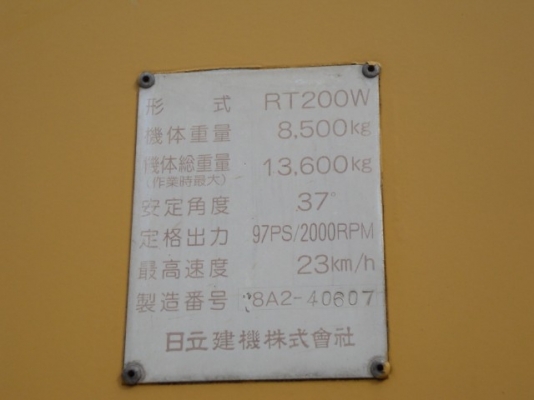 形式 RT200W
機体重量 8,500kg
機体総重量 13,600kg
(作業時最大)
安定角度 37°
定格出力 97PS/2000RPM
最高速度 23km/h
製造番号 8A2-40607
日立建機株式會社